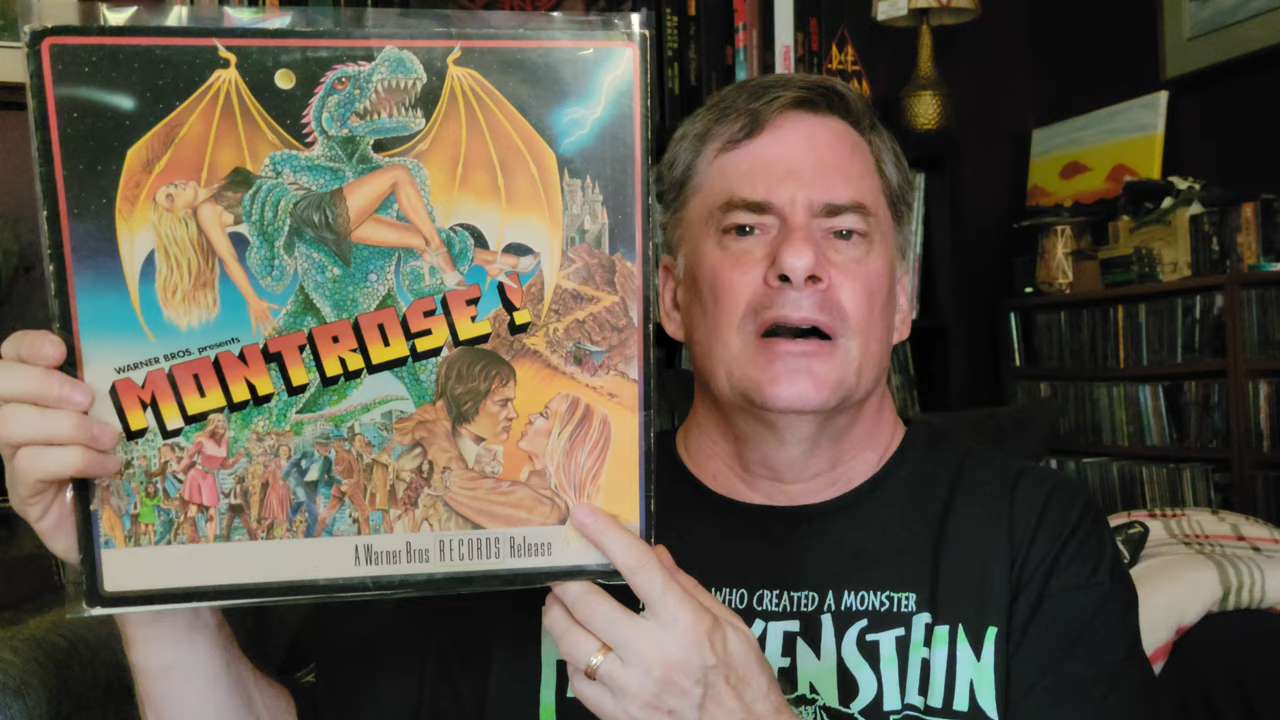 WARNER BROS. presents
MONTROSE!
A Warner Bros RECORDS Release
WHO CREATED A MONSTER